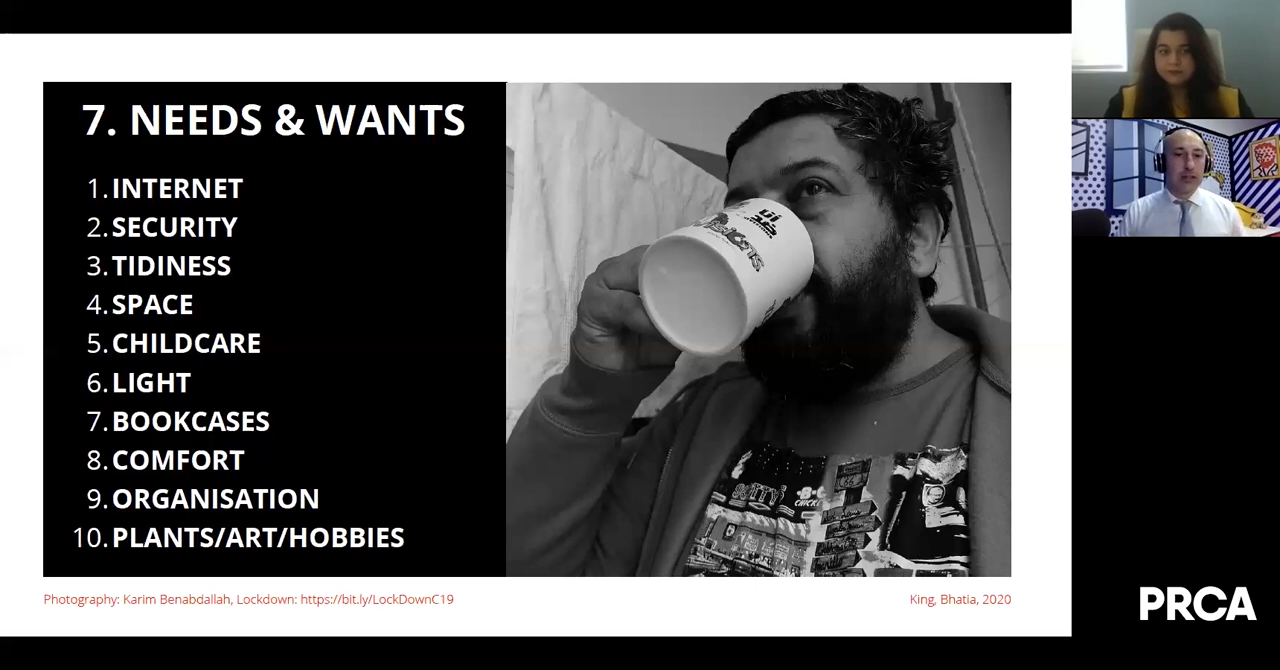 7. NEEDS & WANTS
1. INTERNET
2. SECURITY
3. TIDINESS
4. SPACE
5. CHILDCARE
6. LIGHT
7. BOOKCASES
8. COMFORT
9. ORGANISATION
10. PLANTS/ART/HOBBIES
Photography: Karim Benabdallah, Lockdown: https://bit.ly/LockDownC19
King, Bhatia, 2020
PRCA